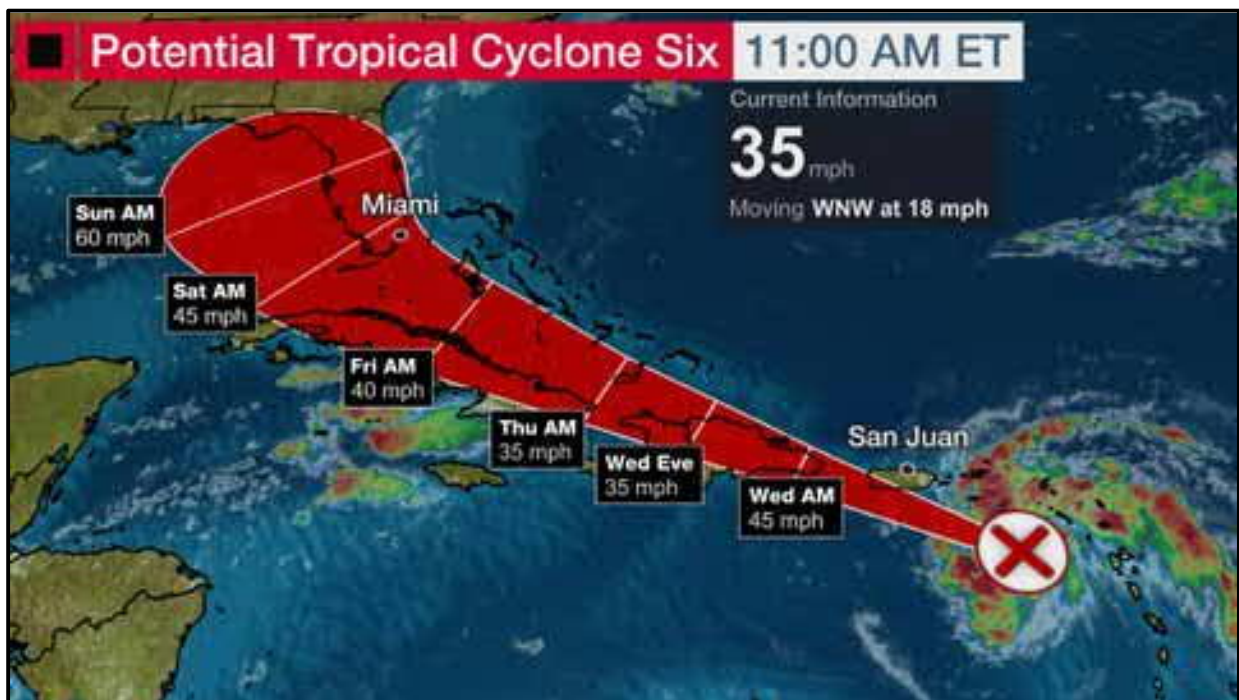 Potential Tropical Cyclone Six 11:00 AM ET
Current Information
35 mph
Moving WNW at 18 mph
Miami
Sun AM
60 mph
Sat AM
45 mph
Fri AM
40 mph
Thu AM
35 mph
Wed Eve
35 mph
San Juan
Wed AM
45 mph